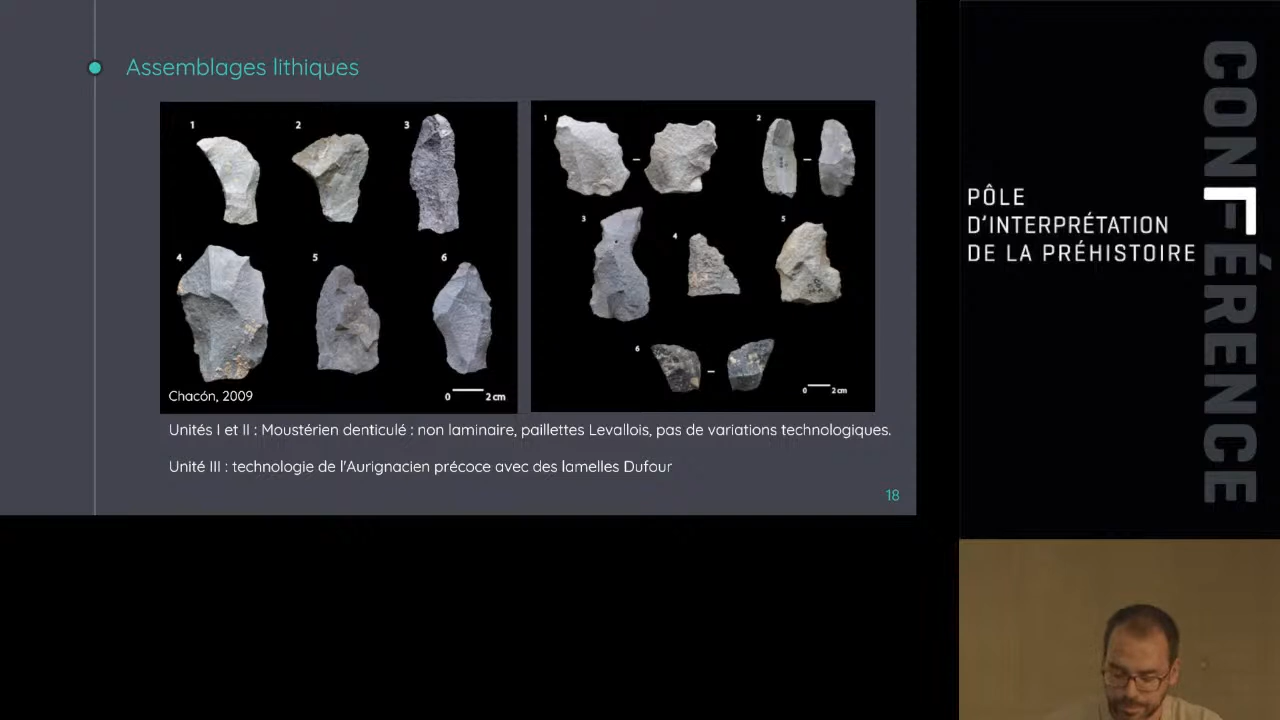 Assemblages lithiques
1
2
3
4
5
6
Chacón, 2009
0 2 cm
1
2
3
4
5
6
0 2 cm
Unités I et II : Moustérien denticulé : non laminaire, paillettes Levallois, pas de variations technologiques.
Unité III : technologie de l'Aurignacien précoce avec des lamelles Dufour
18
PÔLE
D'INTERPRÉTATION
DE LA PRÉHISTOIRE
CONFÉRENCE